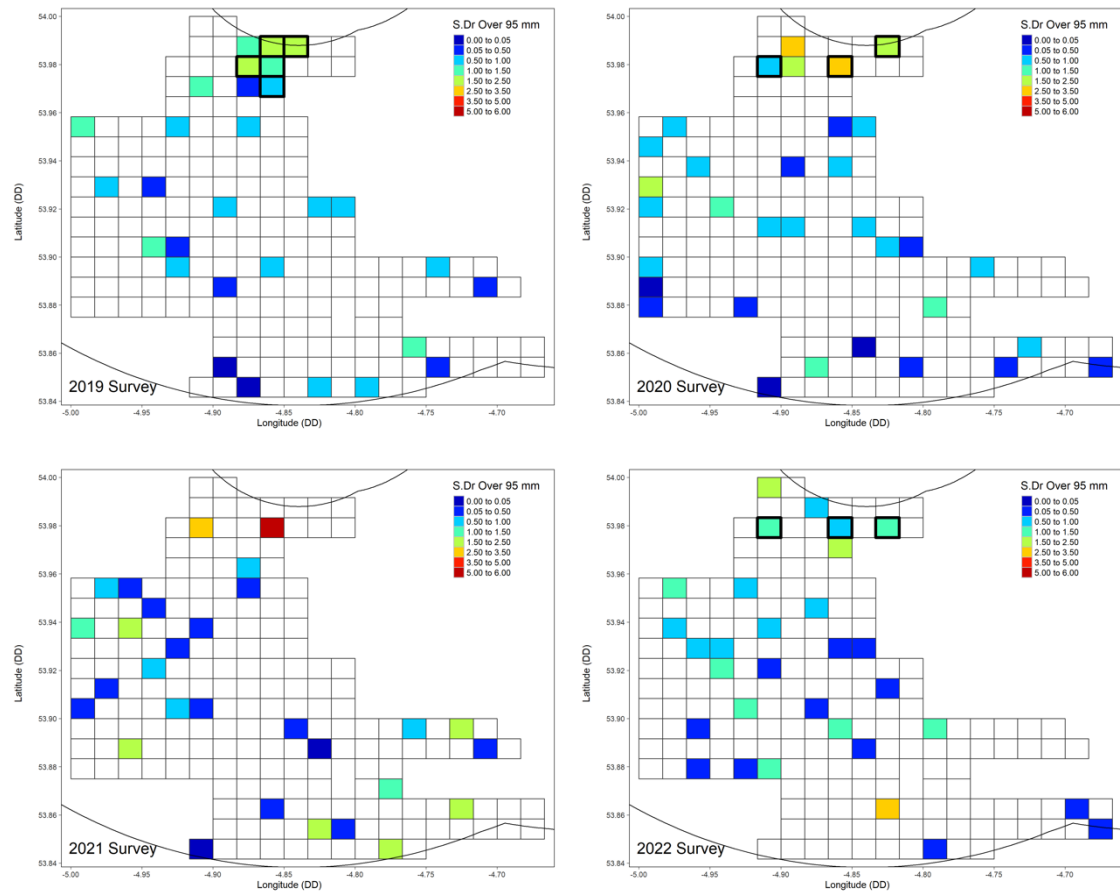 S.Dr Over 95 mm
0.00 to 0.05
0.05 to 0.50
0.50 to 1.00
1.00 to 1.50
1.50 to 2.50
2.50 to 3.50
3.50 to 5.00
5.00 to 6.00
Latitude (DD)
54.00
53.98
53.96
53.94
53.92
53.90
53.88
53.86
53.84
2019 Survey
-5.00 -4.95 -4.90 -4.85 -4.80 -4.75 -4.70
Longitude (DD)
S.Dr Over 95 mm
0.00 to 0.05
0.05 to 0.50
0.50 to 1.00
1.00 to 1.50
1.50 to 2.50
2.50 to 3.50
3.50 to 5.00
5.00 to 6.00
Latitude (DD)
54.00
53.98
53.96
53.94
53.92
53.90
53.88
53.86
53.84
2020 Survey
-5.00 -4.95 -4.90 -4.85 -4.80 -4.75 -4.70
Longitude (DD)
S.Dr Over 95 mm
0.00 to 0.05
0.05 to 0.50
0.50 to 1.00
1.00 to 1.50
1.50 to 2.50
2.50 to 3.50
3.50 to 5.00
5.00 to 6.00
Latitude (DD)
54.00
53.98
53.96
53.94
53.92
53.90
53.88
53.86
53.84
2021 Survey
-5.00 -4.95 -4.90 -4.85 -4.80 -4.75 -4.70
Longitude (DD)
S.Dr Over 95 mm
0.00 to 0.05
0.05 to 0.50
0.50 to 1.00
1.00 to 1.50
1.50 to 2.50
2.50 to 3.50
3.50 to 5.00
5.00 to 6.00
Latitude (DD)
54.00
53.98
53.96
53.94
53.92
53.90
53.88
53.86
53.84
2022 Survey
-5.00 -4.95 -4.90 -4.85 -4.80 -4.75 -4.70
Longitude (DD)